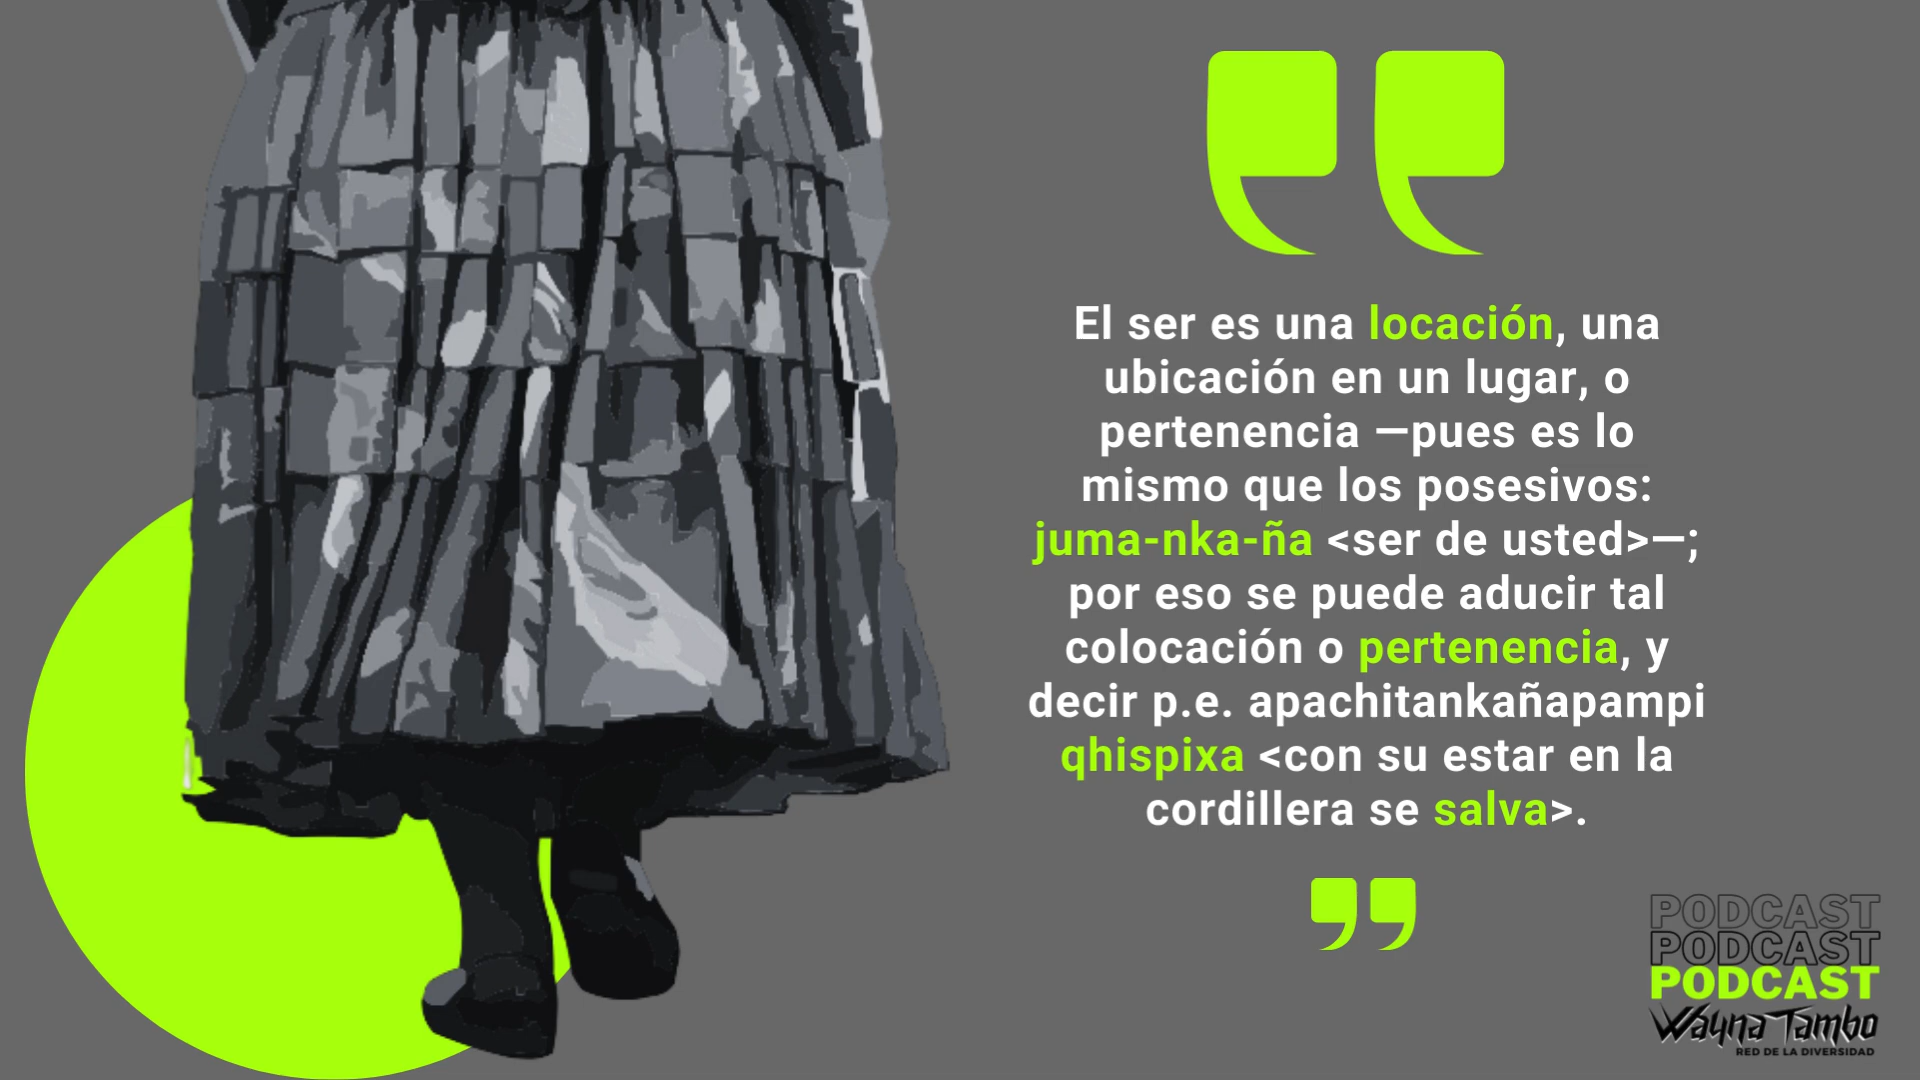 El ser es una locación, una
ubicación en un lugar, o
pertenencia —pues es lo
mismo que los posesivos:
juma-nka-ña <ser de usted>—;
por eso se puede aducir tal
colocación o pertenencia, y
decir p.e. apachitankañapampi
qhispixa <con su estar en la
cordillera se salva>.
PODCAST
PODCAST
PODCAST
Wayna Tambo
RED DE LA DIVERSIDAD